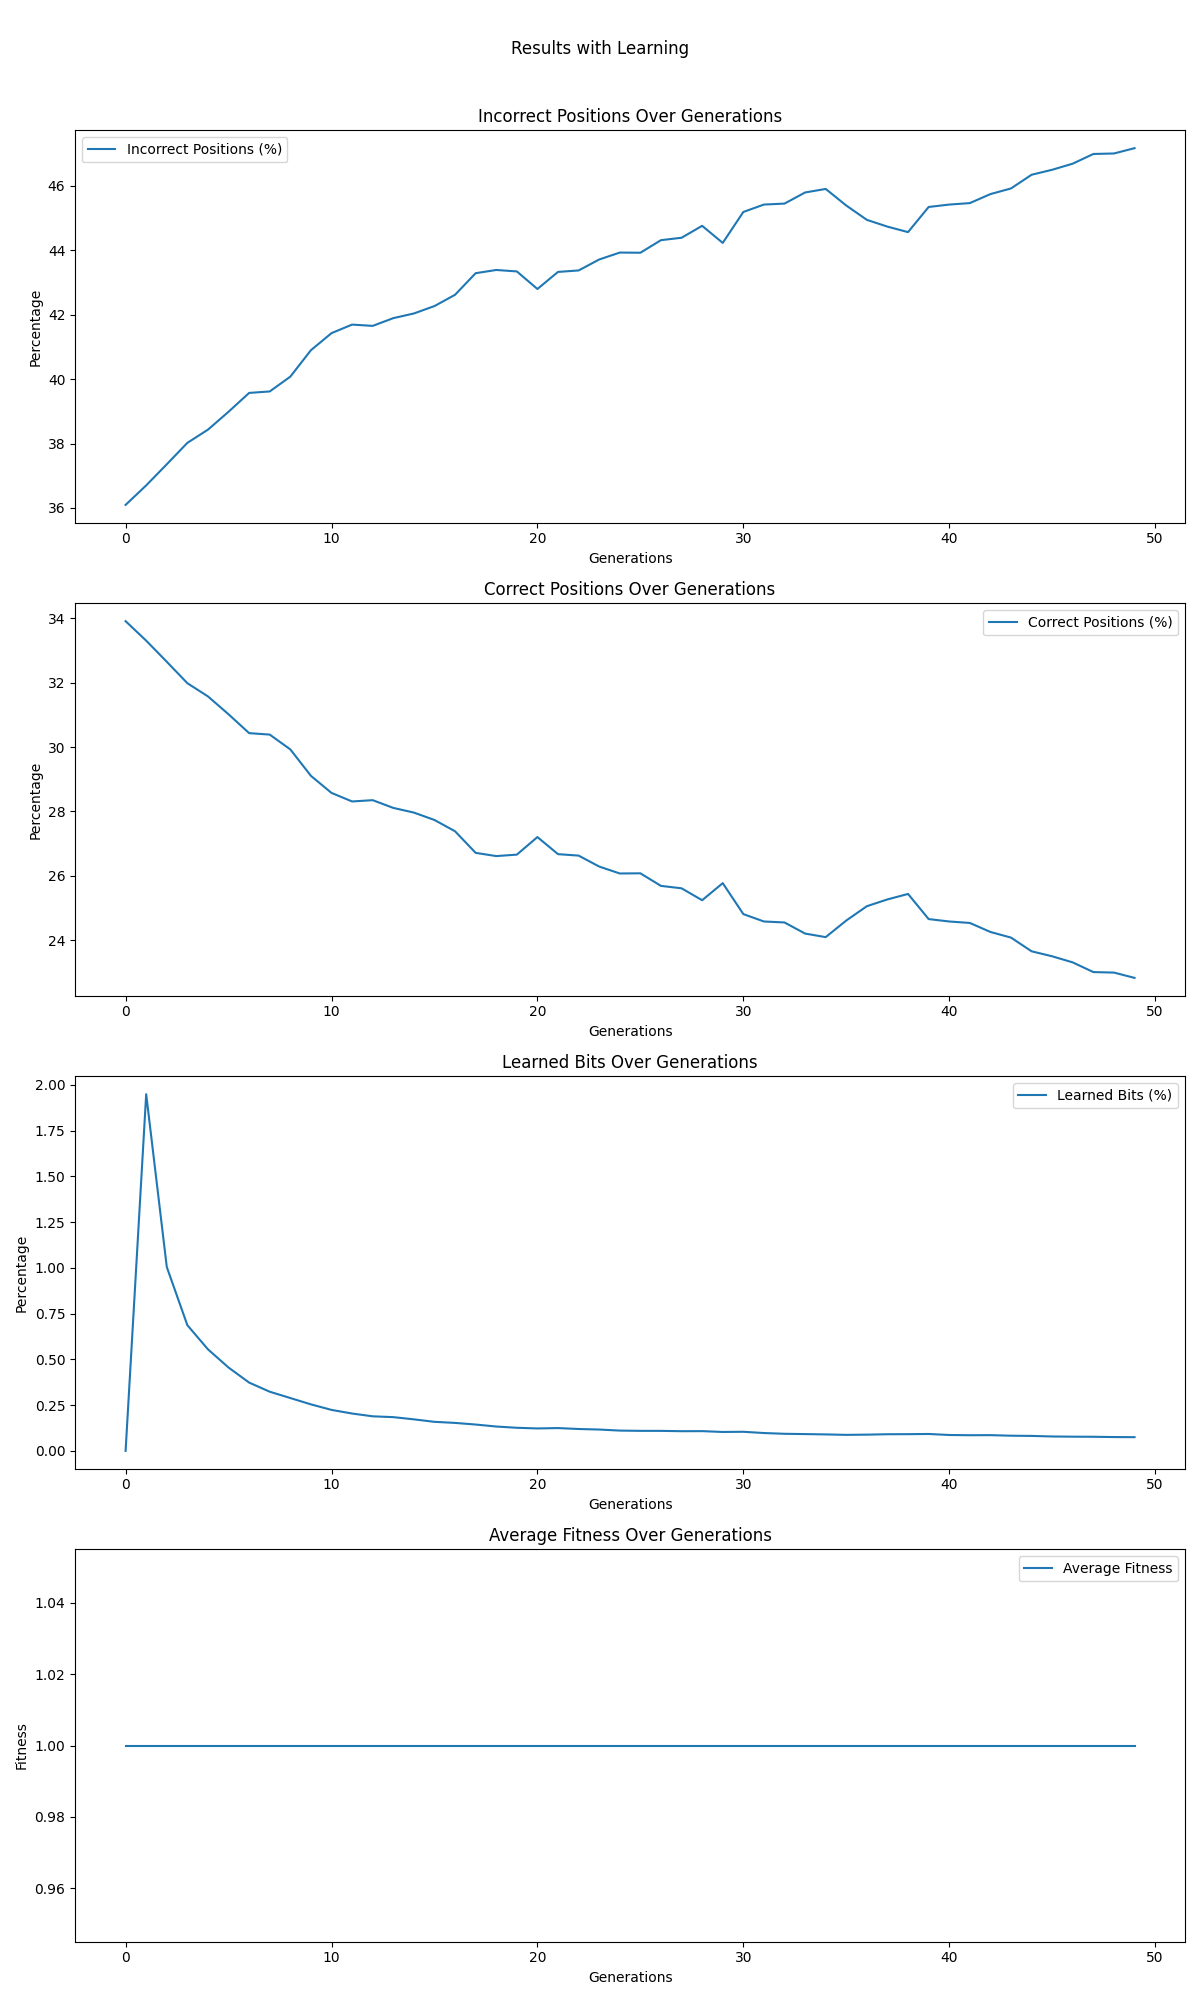 Results with Learning
Incorrect Positions Over Generations
Incorrect Positions (%)
Percentage
46
44
42
40
38
36
0 10 20 30 40 50
Generations
Correct Positions Over Generations
Correct Positions (%)
Percentage
34
32
30
28
26
24
0 10 20 30 40 50
Generations
Learned Bits Over Generations
Learned Bits (%)
Percentage
2.00
1.75
1.50
1.25
1.00
0.75
0.50
0.25
0.00
0 10 20 30 40 50
Generations
Average Fitness Over Generations
Average Fitness
Fitness
1.04
1.02
1.00
0.98
0.96
0 10 20 30 40 50
Generations